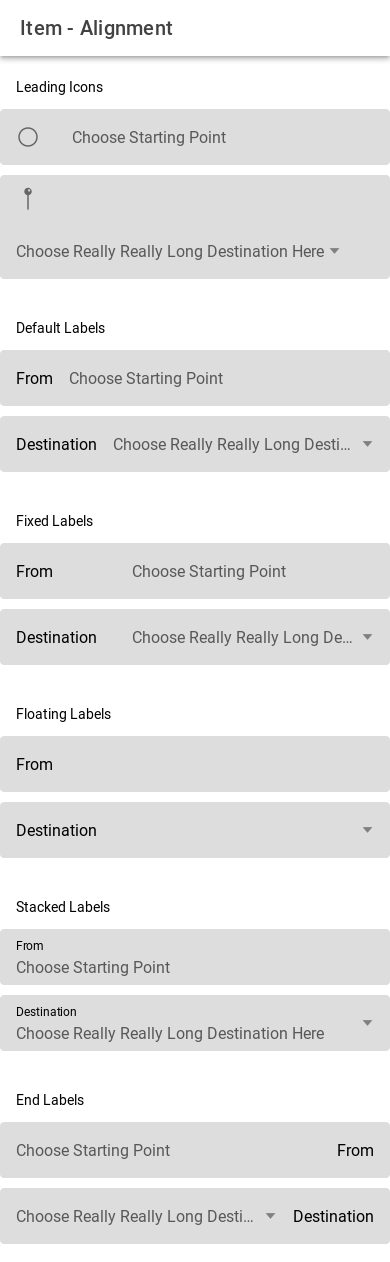 Item - Alignment
Leading Icons
Choose Starting Point
Choose Really Really Long Destination Here
Default Labels
From Choose Starting Point
Destination Choose Really Really Long Desti...
Fixed Labels
From Choose Starting Point
Destination Choose Really Really Long De...
Floating Labels
From
Destination
Stacked Labels
From
Choose Starting Point
Destination
Choose Really Really Long Destination Here
End Labels
Choose Starting Point From
Choose Really Really Long Desti... Destination